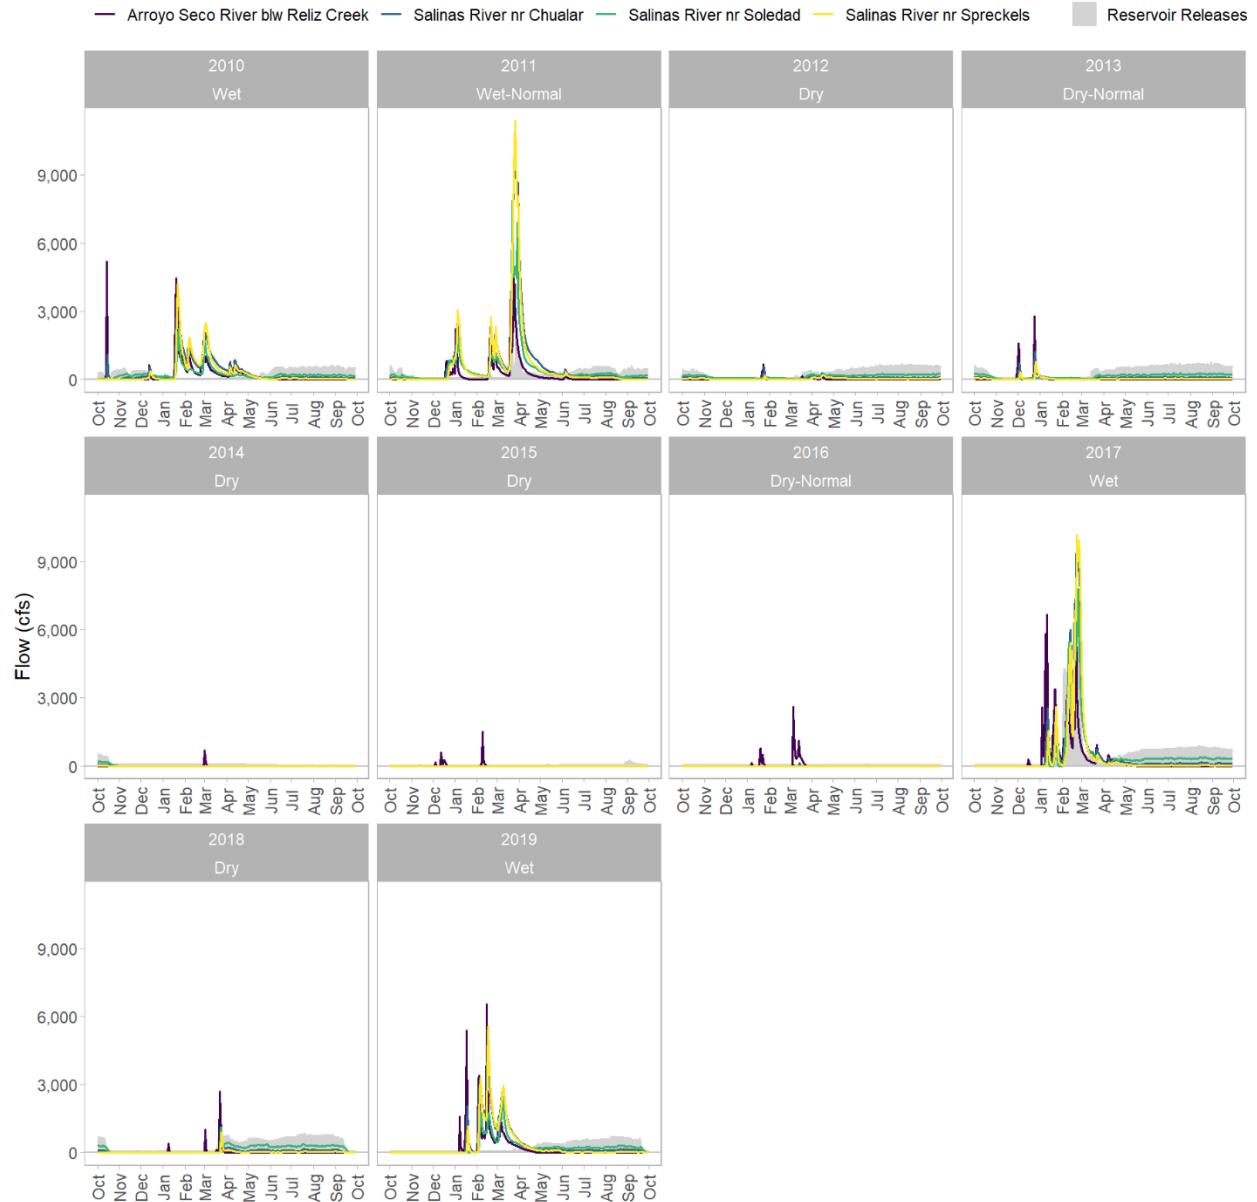 Arroyo Seco River blw Reliz Creek Salinas River nr Chualar Salinas River nr Soledad Salinas River nr Spreckels Reservoir Releases
2010 2011 2012 2013
Wet Wet-Normal Dry Dry-Normal
9,000
6,000
3,000
0
Oct Nov Dec Jan Feb Mar Apr May Jun Jul Aug Sep Oct Oct Nov Dec Jan Feb Mar Apr May Jun Jul Aug Sep Oct Oct Nov Dec Jan Feb Mar Apr May Jun Jul Aug Sep Oct Oct Nov Dec Jan Feb Mar Apr May Jun Jul Aug Sep Oct
2014 2015 2016 2017
Dry Dry Dry-Normal Wet
Flow (cfs)
9,000
6,000
3,000
0
Oct Nov Dec Jan Feb Mar Apr May Jun Jul Aug Sep Oct Oct Nov Dec Jan Feb Mar Apr May Jun Jul Aug Sep Oct Oct Nov Dec Jan Feb Mar Apr May Jun Jul Aug Sep Oct Oct Nov Dec Jan Feb Mar Apr May Jun Jul Aug Sep Oct
2018 2019
Dry Wet
9,000
6,000
3,000
0
Oct Nov Dec Jan Feb Mar Apr May Jun Jul Aug Sep Oct Oct Nov Dec Jan Feb Mar Apr May Jun Jul Aug Sep Oct